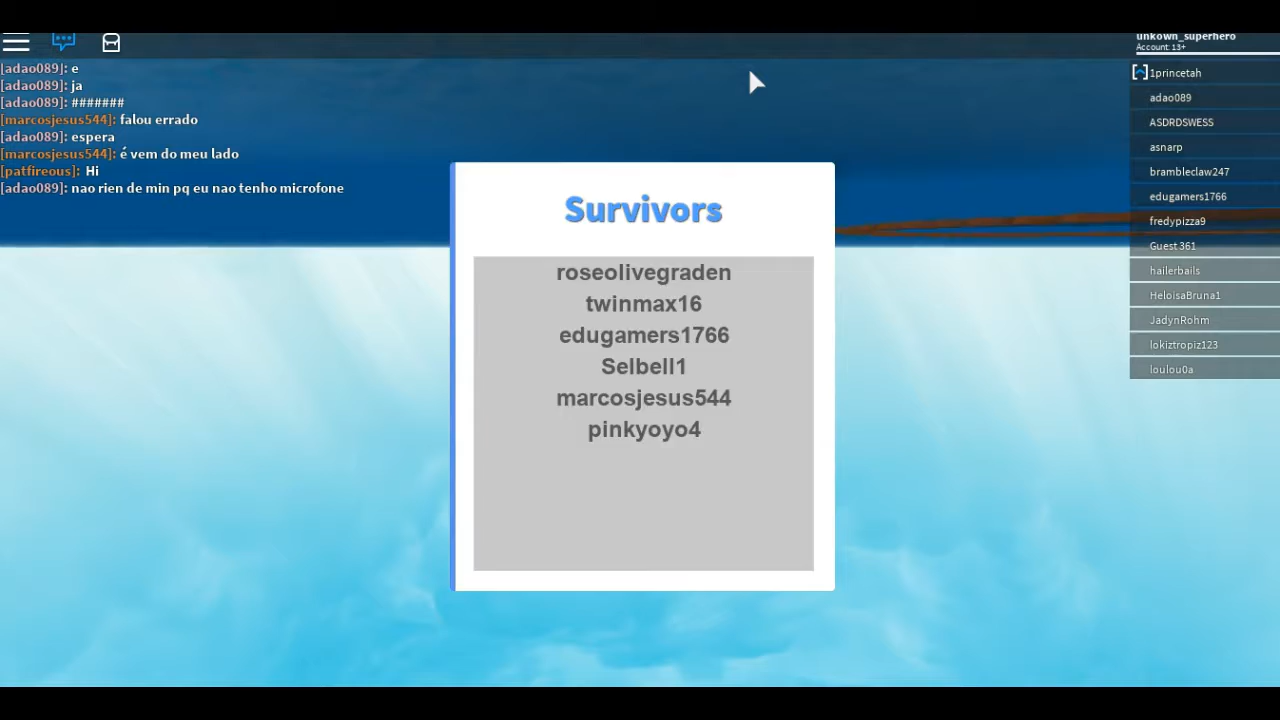 [adao089]: e
[adao089]: ja
[adao089]: #######
[marcosjesus544]: falou errado
[adao089]: espera
[marcosjesus544]: é vem do meu lado
[patfireous]: Hi
[adao089]: nao rien de min pq eu nao tenho microfone
Survivors
roseolivegraden
twinmax16
edugamers1766
Selbell1
marcosjesus544
pinkyoyo4
unkown_superhero
Account: 13+
1princetah
adao089
ASDRDSWESS
asnarp
brambleclaw247
edugamers1766
fredypizza9
Guest 361
hailerbails
HeloisaBruna1
JadynRohm
lokiztropiz123
loulou0a